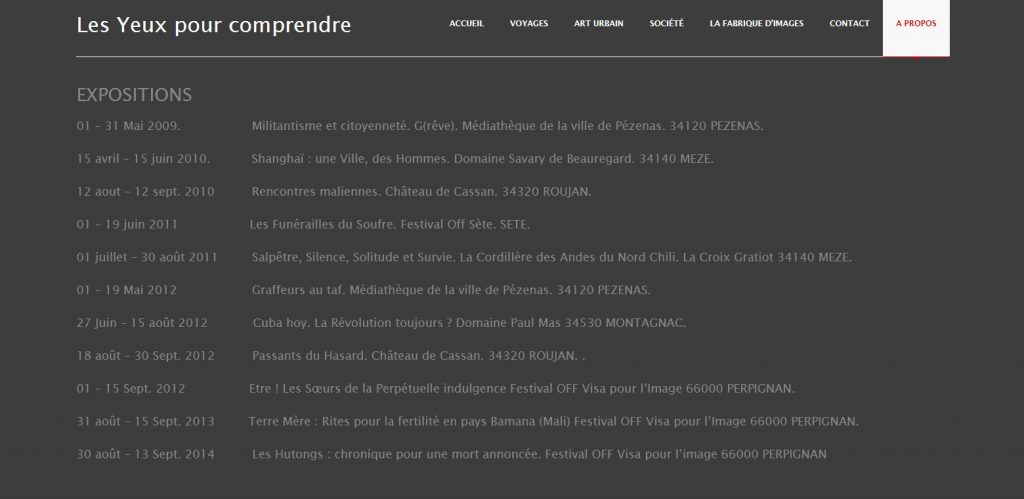 Les Yeux pour comprendre
ACCUEIL VOYAGES ART URBAIN SOCIÉTÉ LA FABRIQUE D'IMAGES CONTACT A PROPOS
EXPOSITIONS
01 – 31 Mai 2009. Militantisme et citoyenneté. G(rêve). Médiathèque de la ville de Pézenas. 34120 PEZENAS.
15 avril – 15 juin 2010. Shanghaï : une Ville, des Hommes. Domaine Savary de Beauregard. 34140 MEZE.
12 aout – 12 sept. 2010 Rencontres maliennes. Château de Cassan. 34320 ROUJAN.
01 – 19 juin 2011 Les Funérailles du Soufre. Festival Off Sète. SETE.
01 juillet – 30 août 2011 Salpêtre, Silence, Solitude et Survie. La Cordillère des Andes du Nord Chili. La Croix Gratiot 34140 MEZE.
01 – 19 Mai 2012 Graffeurs au taf. Médiathèque de la ville de Pézenas. 34120 PEZENAS.
27 Juin – 15 août 2012 Cuba hoy. La Révolution toujours ? Domaine Paul Mas 34530 MONTAGNAC.
18 août – 30 Sept. 2012 Passants du Hasard. Château de Cassan. 34320 ROUJAN. .
01 – 15 Sept. 2012 Etre ! Les Sœurs de la Perpétuelle indulgence Festival OFF Visa pour l'Image 66000 PERPIGNAN.
31 août – 15 Sept. 2013 Terre Mère : Rites pour la fertilité en pays Bamana (Mali) Festival OFF Visa pour l'Image 66000 PERPIGNAN.
30 août – 13 Sept. 2014 Les Hutongs : chronique pour une mort annoncée. Festival OFF Visa pour l'image 66000 PERPIGNAN